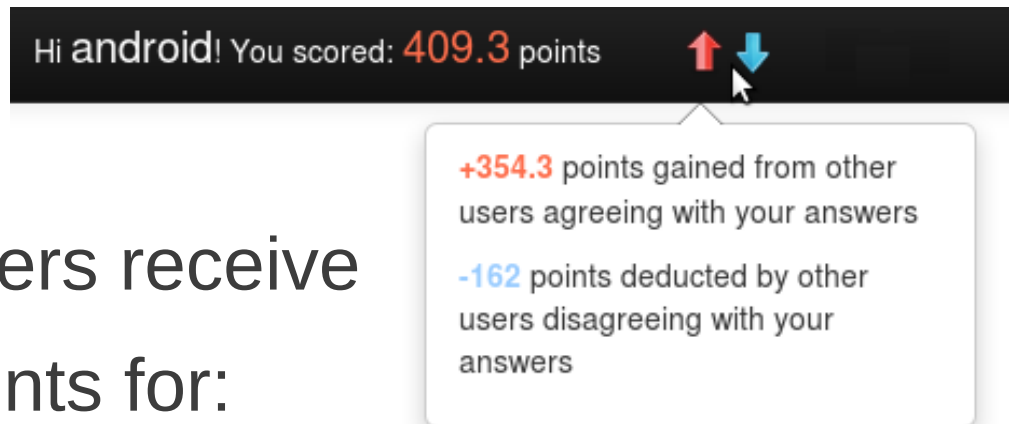 Hi android! You scored: 409.3 points
+354.3 points gained from other
users agreeing with your answers
-162 points deducted by other
users disagreeing with your
answers
ers receive
nts for: